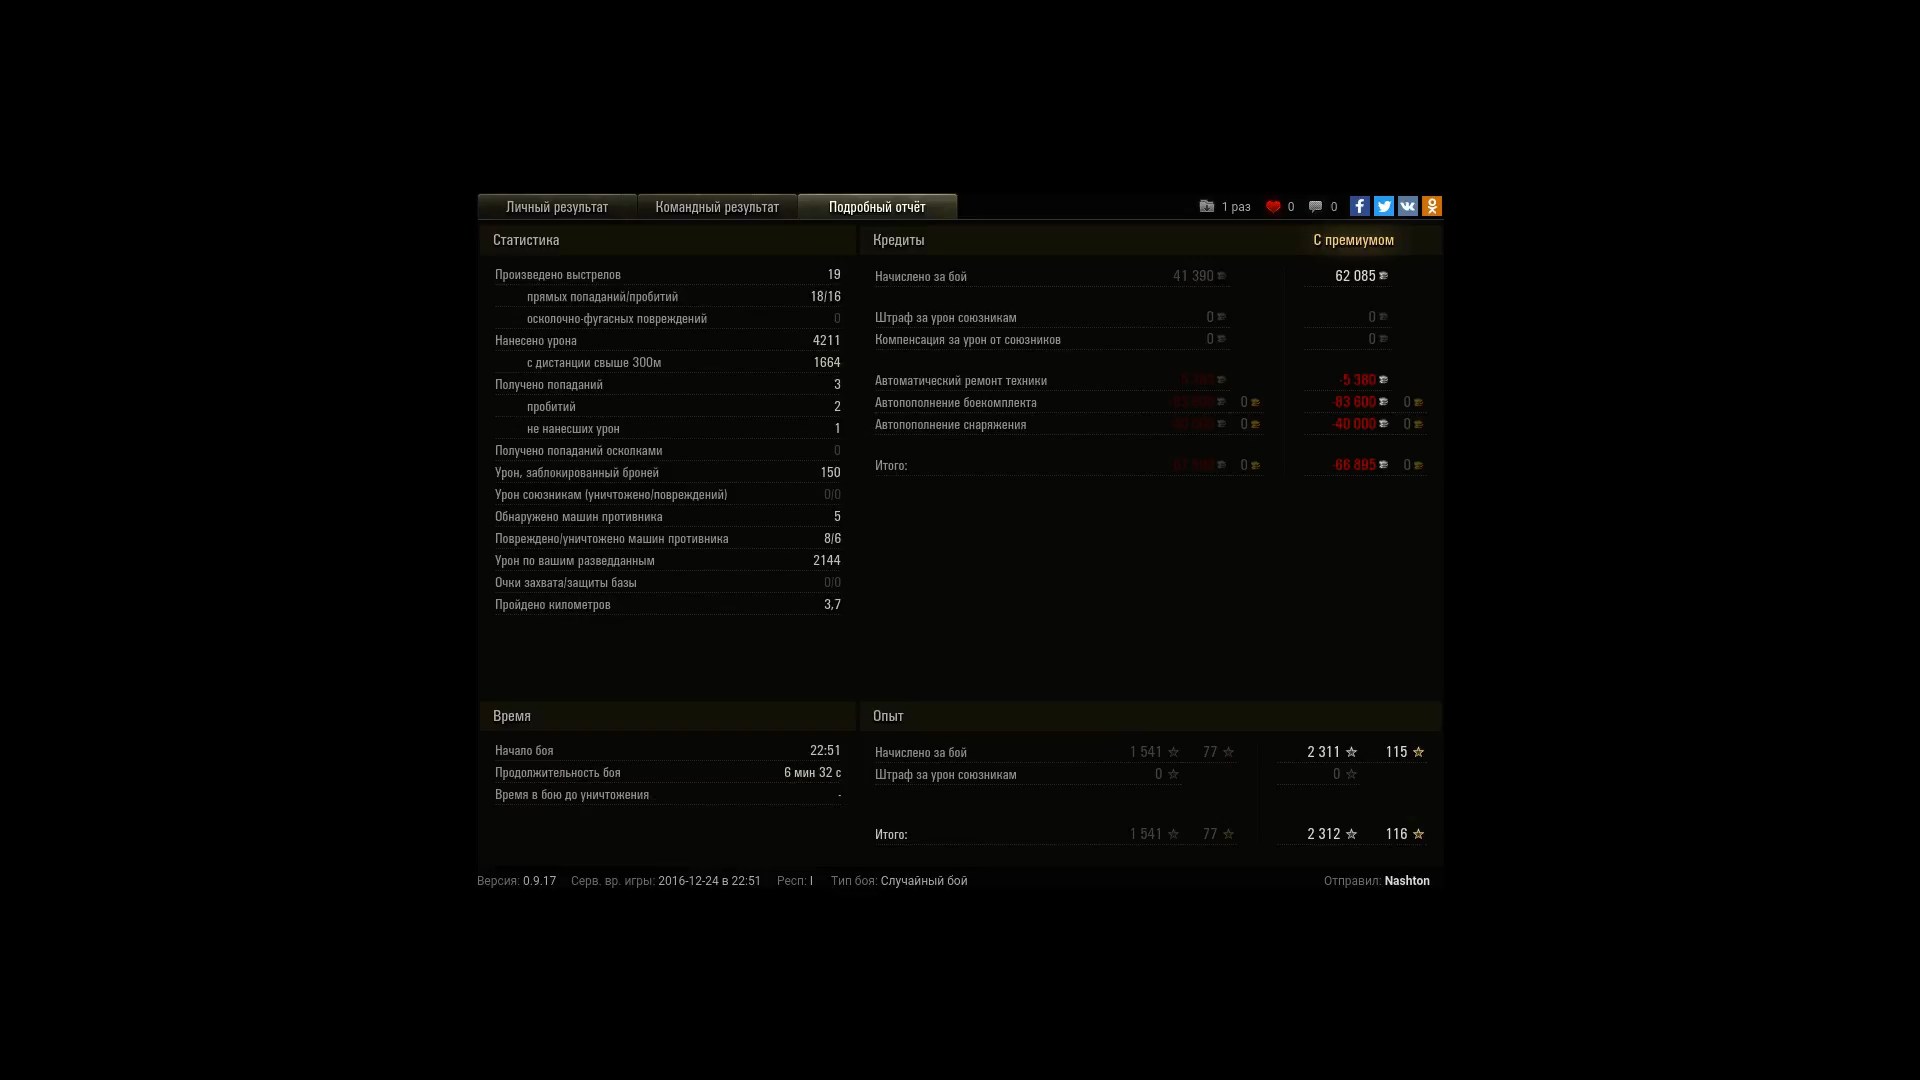 Личный результат Командный результат Подробный отчёт 1 раз 0 0
Статистика
Произведено выстрелов 19
прямых попаданий/пробитий 18/16
осколочно-фугасных повреждений 0
Нанесено урона 4211
с дистанции свыше 300м 1664
Получено попаданий 3
пробитий 2
не нанесших урон 1
Получено попаданий осколками 0
Урон, заблокированный броней 150
Урон союзникам (уничтожено/повреждений) 0/0
Обнаружено машин противника 5
Повреждено/уничтожено машин противника 8/6
Урон по вашим разведданным 2144
Очки захвата/защиты базы 0/0
Пройдено километров 3,7
Кредиты С премиумом
Начислено за бой 41 390 62 085
Штраф за урон союзникам 0 0
Компенсация за урон от союзников 0 0
Автоматический ремонт техники -5 380
Автопополнение боекомплекта 0 -83 600 0
Автопополнение снаряжения 0 -40 000 0
Итого: 0 -66 895 0
Время
Начало боя 22:51
Продолжительность боя 6 мин 32 с
Время в бою до уничтожения -
Опыт
Начислено за бой 1 541 77 2 311 115
Штраф за урон союзникам 0 0
Итого: 1 541 77 2 312 116
Версия: 0.9.17 Серв. вр. игры: 2016-12-24 в 22:51 Респ: I Тип боя: Случайный бой Отправил: Nashton